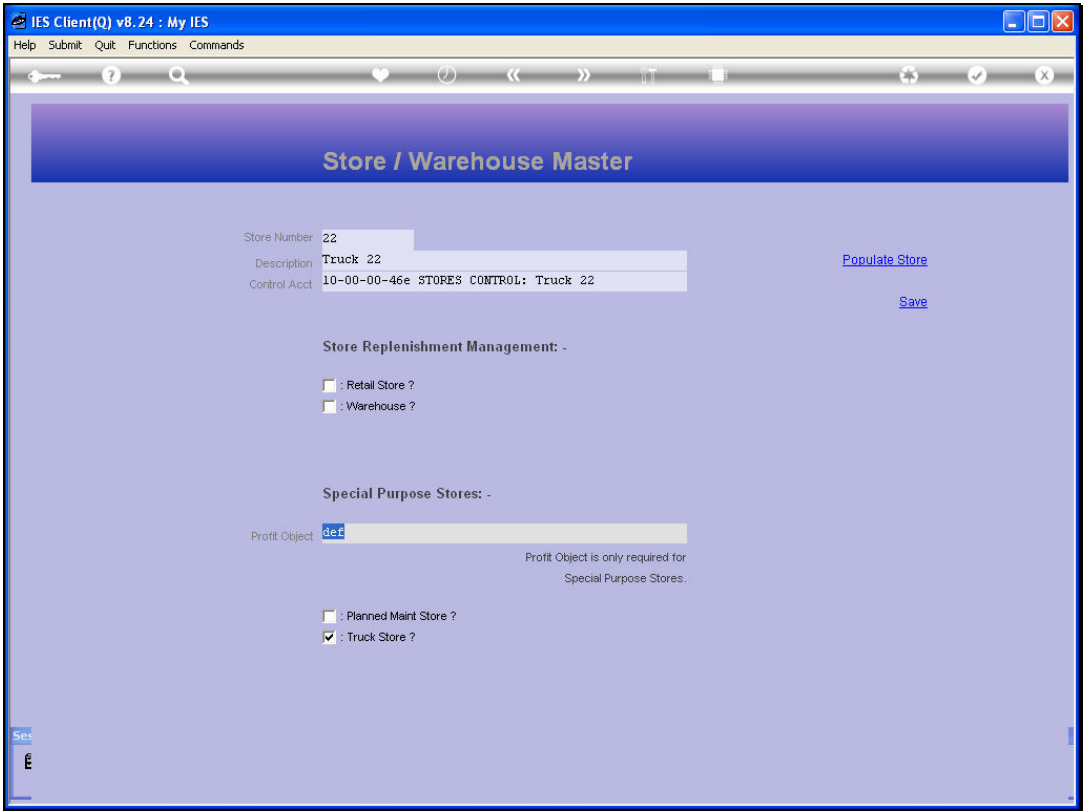 IES Client(Q) v8.24 : My IES
Help Submit Quit Functions Commands
Store / Warehouse Master
Store Number 22
Description Truck 22
Populate Store
Control Acct 10-00-00-46e STORES CONTROL: Truck 22
Save
Store Replenishment Management: -
: Retail Store ?
: Warehouse ?
Special Purpose Stores: -
Profit Object def
Profit Object is only required for
Special Purpose Stores.
: Planned Maint Store ?
: Truck Store ?